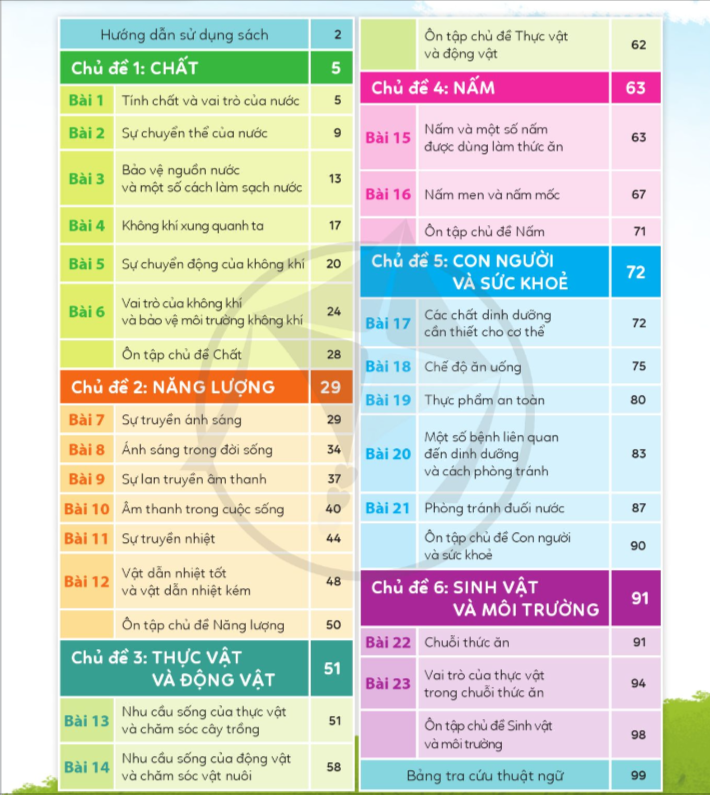 Hướng dẫn sử dụng sách 2
Chủ đề 1: CHẤT 5
Bài 1 Tính chất và vai trò của nước 5
Bài 2 Sự chuyển thể của nước 9
Bài 3 Bảo vệ nguồn nước
và một số cách làm sạch nước 13
Bài 4 Không khí xung quanh ta 17
Bài 5 Sự chuyển động của không khí 20
Bài 6 Vai trò của không khí
và bảo vệ môi trường không khí 24
Ôn tập chủ đề Chất 28
Chủ đề 2: NĂNG LƯỢNG 29
Bài 7 Sự truyền ánh sáng 29
Bài 8 Ánh sáng trong đời sống 34
Bài 9 Sự lan truyền âm thanh 37
Bài 10 Âm thanh trong cuộc sống 40
Bài 11 Sự truyền nhiệt 44
Bài 12 Vật dẫn nhiệt tốt
và vật dẫn nhiệt kém 48
Ôn tập chủ đề Năng lượng 50
Chủ đề 3: THỰC VẬT
VÀ ĐỘNG VẬT 51
Bài 13 Nhu cầu sống của thực vật
và chăm sóc cây trồng 51
Bài 14 Nhu cầu sống của động vật
và chăm sóc vật nuôi 58
Ôn tập chủ đề Thực vật
và động vật 62
Chủ đề 4: NẤM 63
Bài 15 Nấm và một số nấm
được dùng làm thức ăn 63
Bài 16 Nấm men và nấm mốc 67
Ôn tập chủ đề Nấm 71
Chủ đề 5: CON NGƯỜI
VÀ SỨC KHOẺ 72
Bài 17 Các chất dinh dưỡng
cần thiết cho cơ thể 72
Bài 18 Chế độ ăn uống 75
Bài 19 Thực phẩm an toàn 80
Bài 20 Một số bệnh liên quan
đến dinh dưỡng
và cách phòng tránh 83
Bài 21 Phòng tránh đuối nước 87
Ôn tập chủ đề Con người
và sức khoẻ 90
Chủ đề 6: SINH VẬT
VÀ MÔI TRƯỜNG 91
Bài 22 Chuỗi thức ăn 91
Bài 23 Vai trò của thực vật
trong chuỗi thức ăn 94
Ôn tập chủ đề Sinh vật
và môi trường 98
Bảng tra cứu thuật ngữ 99